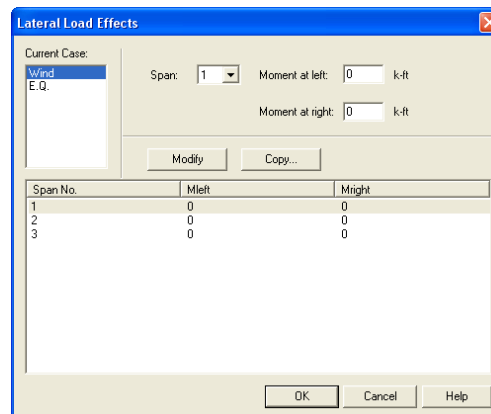 Lateral Load Effects
Current Case:
Wind
E.Q.
Span: 1 Moment at left: 0 k-ft
Moment at right: 0 k-ft
Modify Copy...
Span No. Mleft Mright
1 0 0
2 0 0
3 0 0
OK Cancel Help